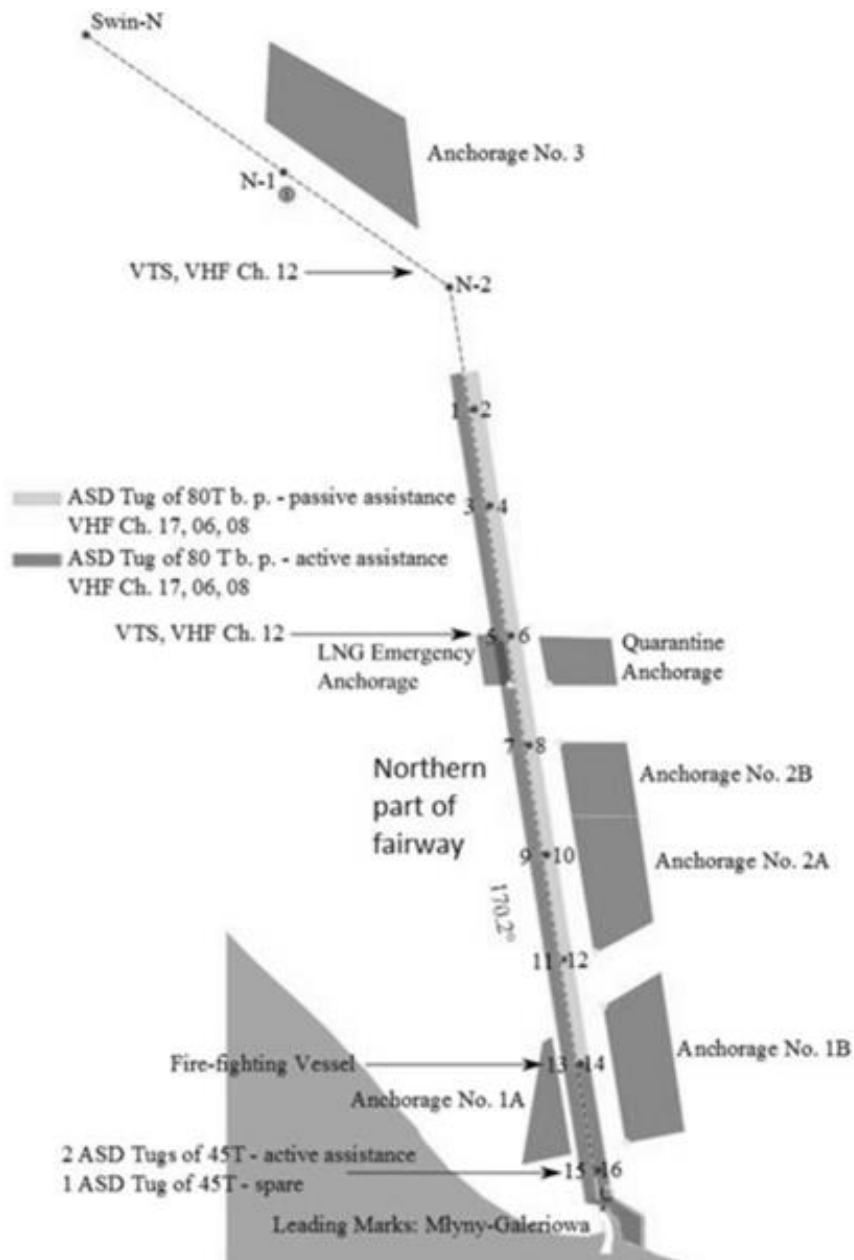 Swin-N
Anchorage No. 3
N-1
VTS, VHF Ch. 12
N-2
1 2
ASD Tug of 80T b. p. - passive assistance
VHF Ch. 17, 06, 08
3 4
ASD Tug of 80 T b. p. - active assistance
VHF Ch. 17, 06, 08
VTS, VHF Ch. 12
5 6
LNG Emergency
Anchorage
Quarantine
Anchorage
7 8
Northern
part of
fairway
Anchorage No. 2B
9 10
Anchorage No. 2A
170.2°
11 12
Fire-fighting Vessel
13 14
Anchorage No. 1B
Anchorage No. 1A
2 ASD Tugs of 45T - active assistance
1 ASD Tug of 45T - spare
15 16
Leading Marks: Młyny-Galeriowa